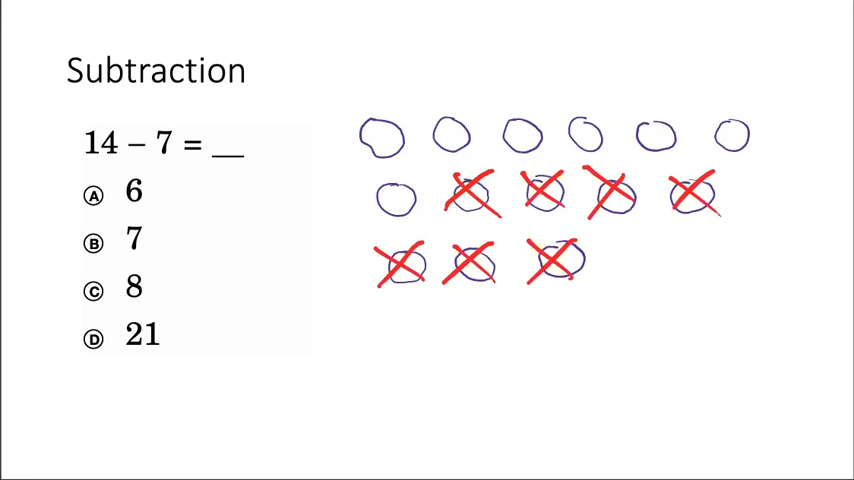 Subtraction
14 – 7 = __
Ⓐ 6
Ⓑ 7
Ⓒ 8
Ⓓ 21